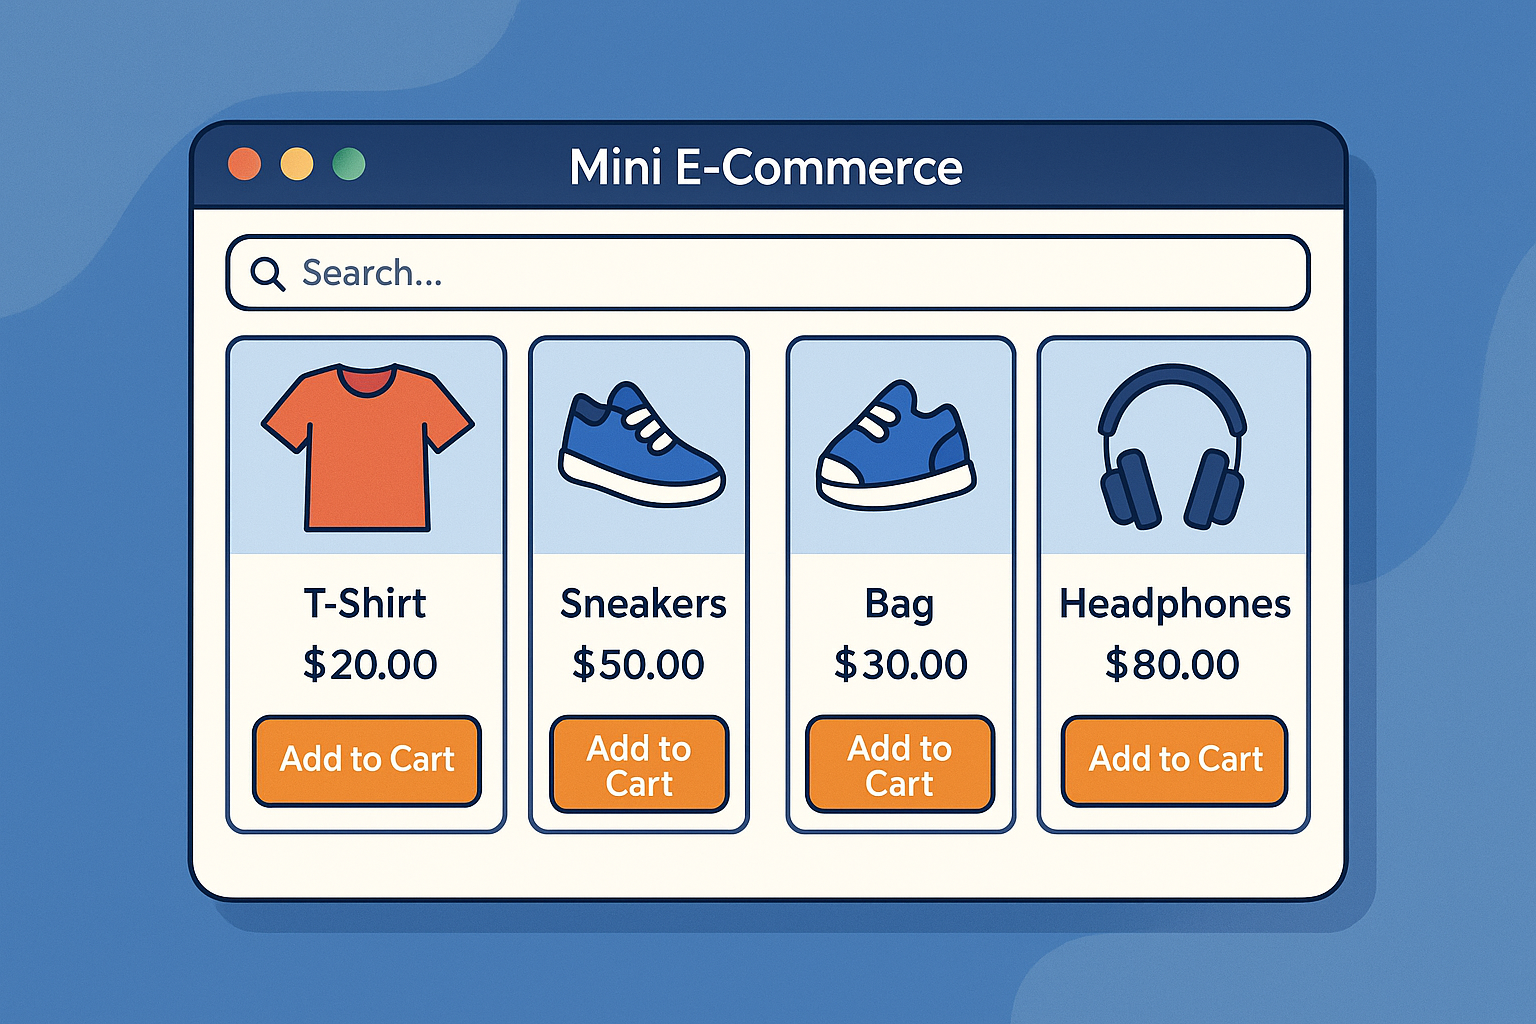 Mini E-Commerce
Search...
T-Shirt
$20.00
Add to Cart
Sneakers
$50.00
Add to
Cart
Bag
$30.00
Add to
Cart
Headphones
$80.00
Add to Cart